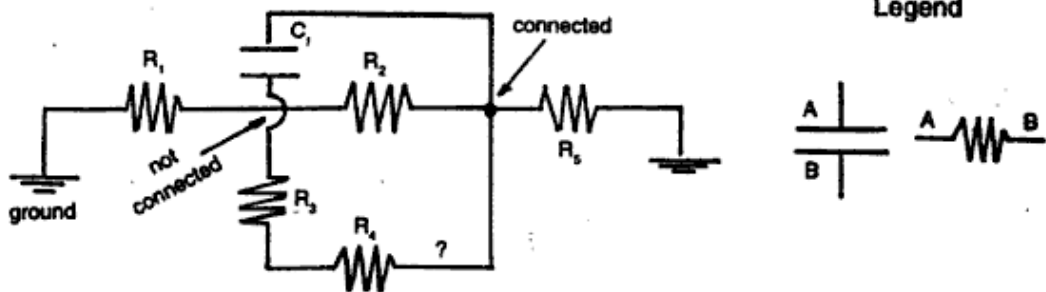 Legend
connected
C₁
R₁
R₂
A
A
B
R₅
B
not
connected
ground
R₃
R₄
?